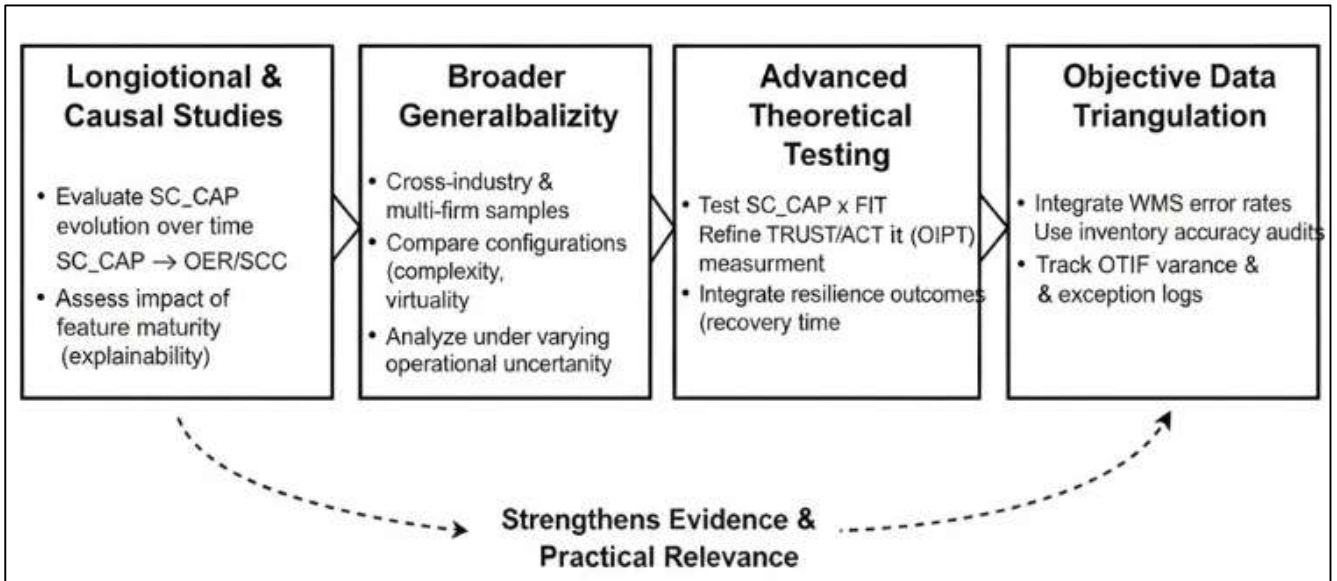 Longiotional &
Causal Studies
• Evaluate SC_CAP
evolution over time
SC_CAP → OER/SCC
• Assess impact of
feature maturity
(explainability)
Broader
Generalbalizity
• Cross-industry &
multi-firm samples
• Compare configurations
(complexity,
virtuality
• Analyze under varying
operational uncertanity
Advanced
Theoretical
Testing
• Test SC_CAP x FIT
Refine TRUST/ACT it (OIPT)
measurment
• Integrate resilience outcomes
(recovery time
Objective Data
Triangulation
• Integrate WMS error rates
Use inventory accuracy audits
• Track OTIF varance &
& exception logs
Strengthens Evidence &
Practical Relevance